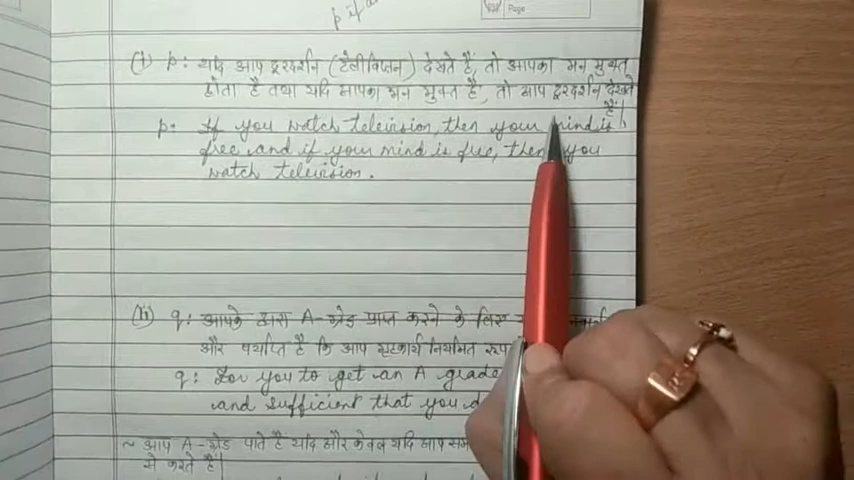 p if
Page
(i) p: यदि आप दूरदर्शन (टेलीविज़न) देखते हैं, तो आपका मन मुक्त
होता है तथा यदि आपका मन मुक्त है, तो आप दूरदर्शन देखते
हैं|
p: If you watch television, then your mind is
free and if your mind is free, then you
watch television.
(ii) q: आपके द्वारा A-ग्रेड प्राप्त करने के लिए
और पर्याप्त है कि आप गृहकार्य नियमित रूप
q: For you to get an A grade
and sufficient that you
~ आप A-ग्रेड पाते हैं यदि और केवल यदि आप
से करते हैं|